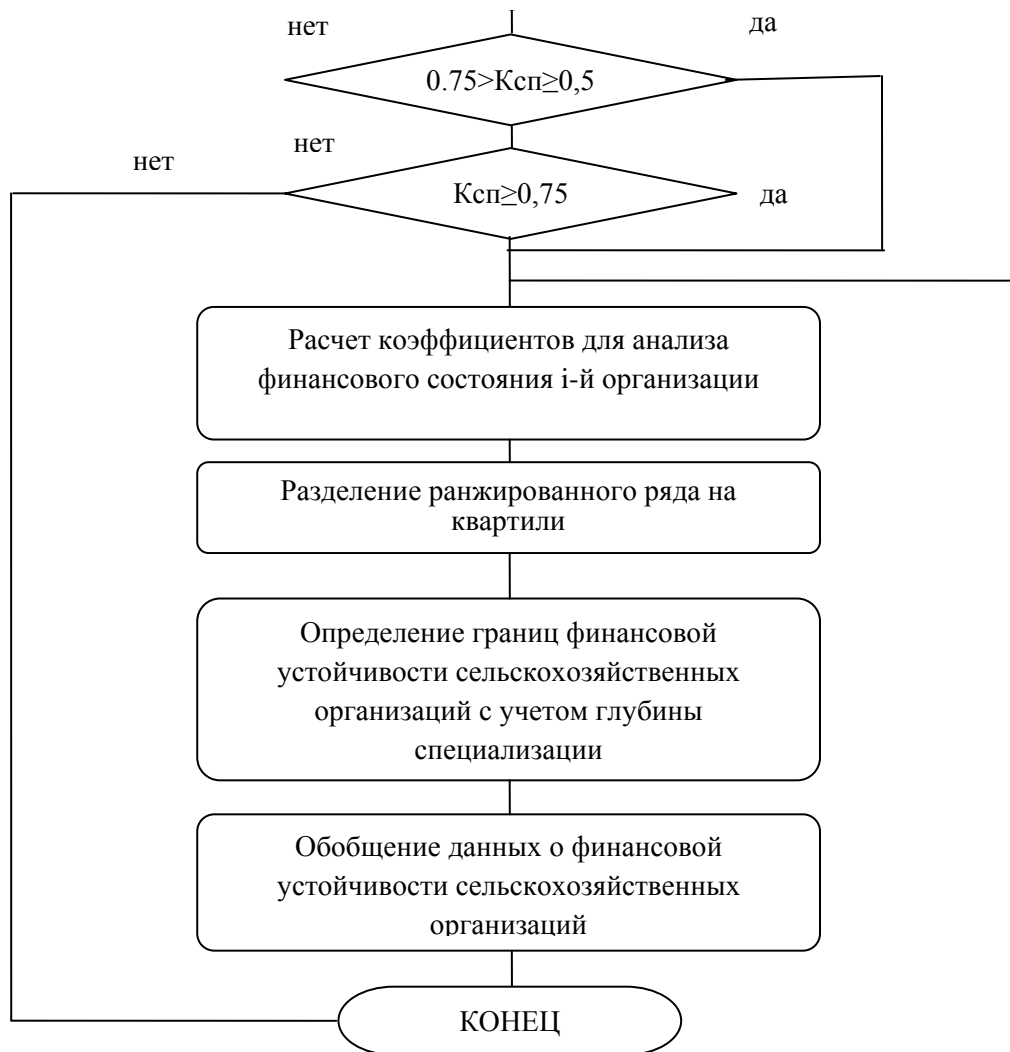 нет
да
0.75>Ксп≥0,5
нет
нет
Ксп≥0,75
да
Расчет коэффициентов для анализа
финансового состояния i-й организации
Разделение ранжированного ряда на
квартили
Определение границ финансовой
устойчивости сельскохозяйственных
организаций с учетом глубины
специализации
Обобщение данных о финансовой
устойчивости сельскохозяйственных
организаций
КОНЕЦ